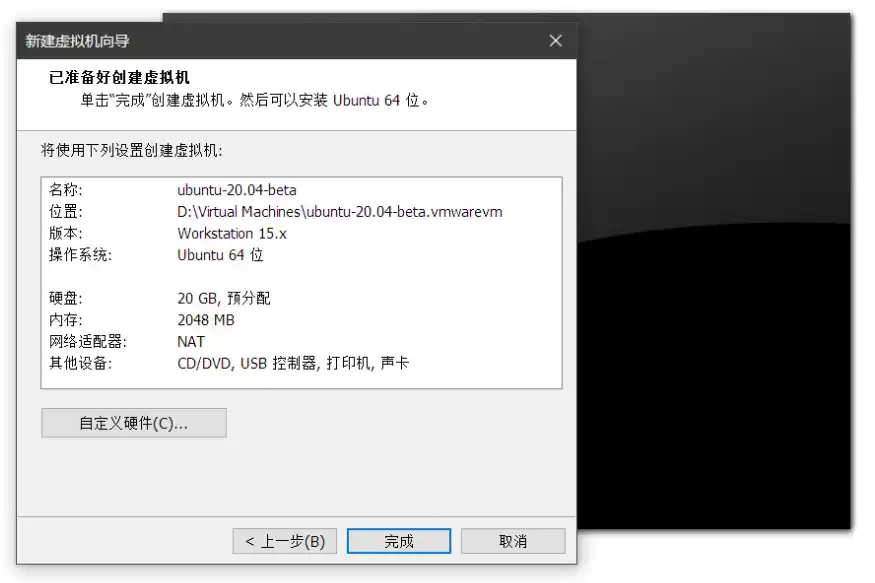 新建虚拟机向导
已准备好创建虚拟机
单击“完成”创建虚拟机。然后可以安装 Ubuntu 64 位。
将使用下列设置创建虚拟机:
名称: ubuntu-20.04-beta
位置: D:\Virtual Machines\ubuntu-20.04-beta.vmwarevm
版本: Workstation 15.x
操作系统: Ubuntu 64 位
硬盘: 20 GB, 预分配
内存: 2048 MB
网络适配器: NAT
其他设备: CD/DVD, USB 控制器, 打印机, 声卡
自定义硬件(C)...
< 上一步(B) 完成 取消